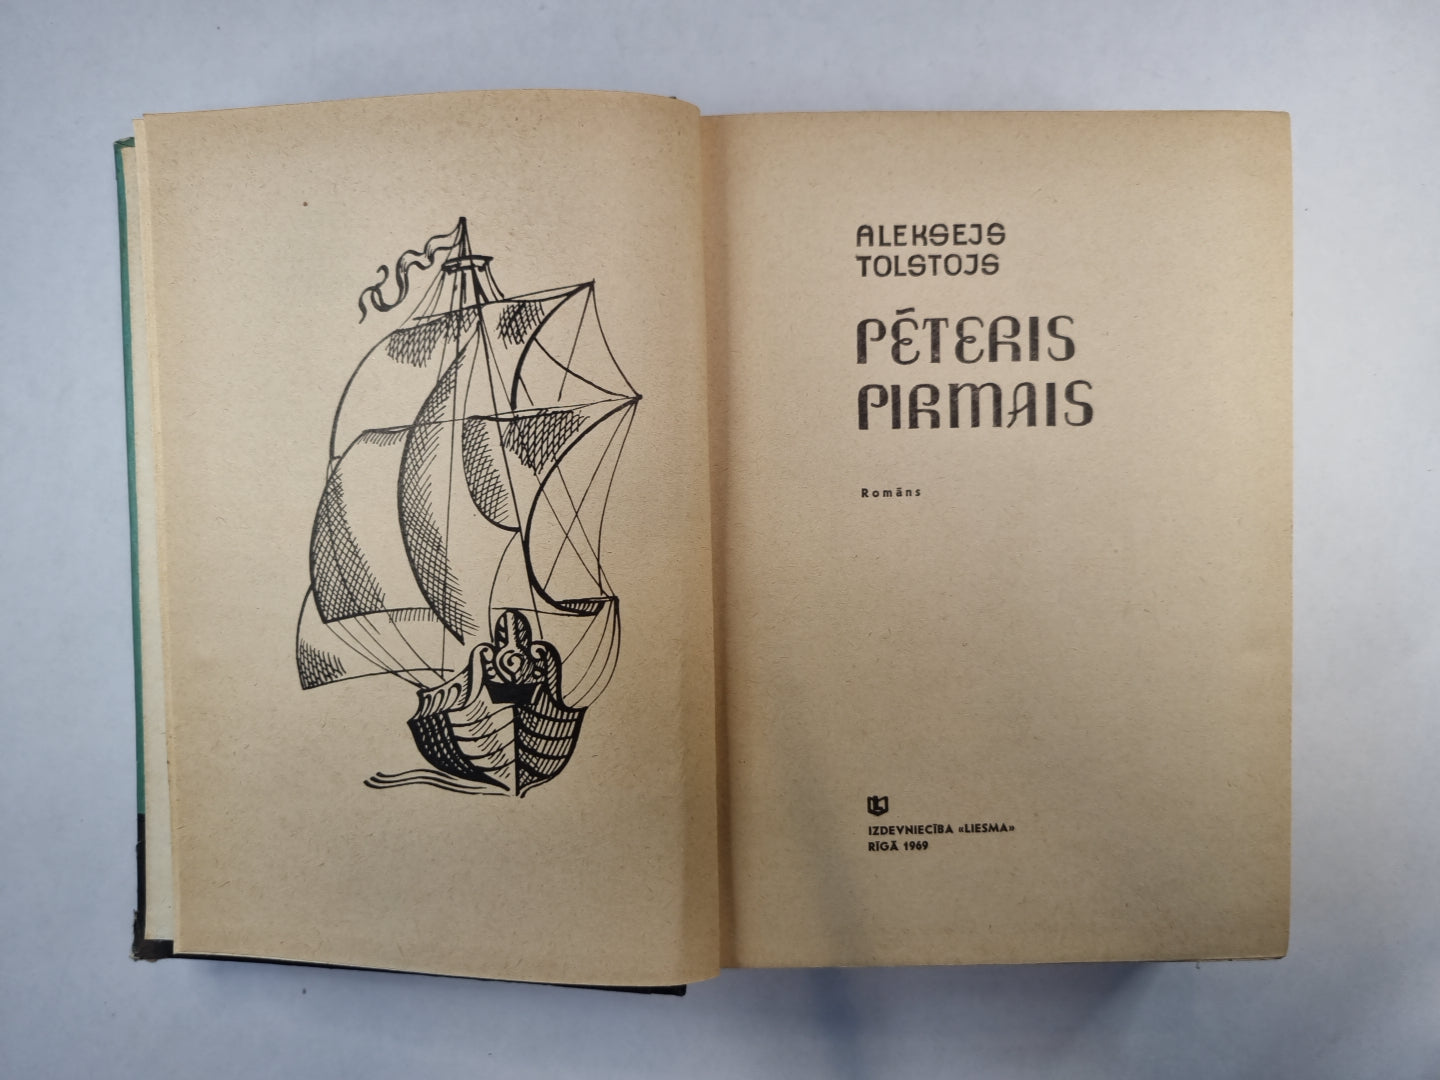 ALEKSEJS
TOLSTOJS
PĒTERIS
PIRMAIS
Romāns
IZDEVNIECĪBA «LIESMA»
RĪGĀ 1969